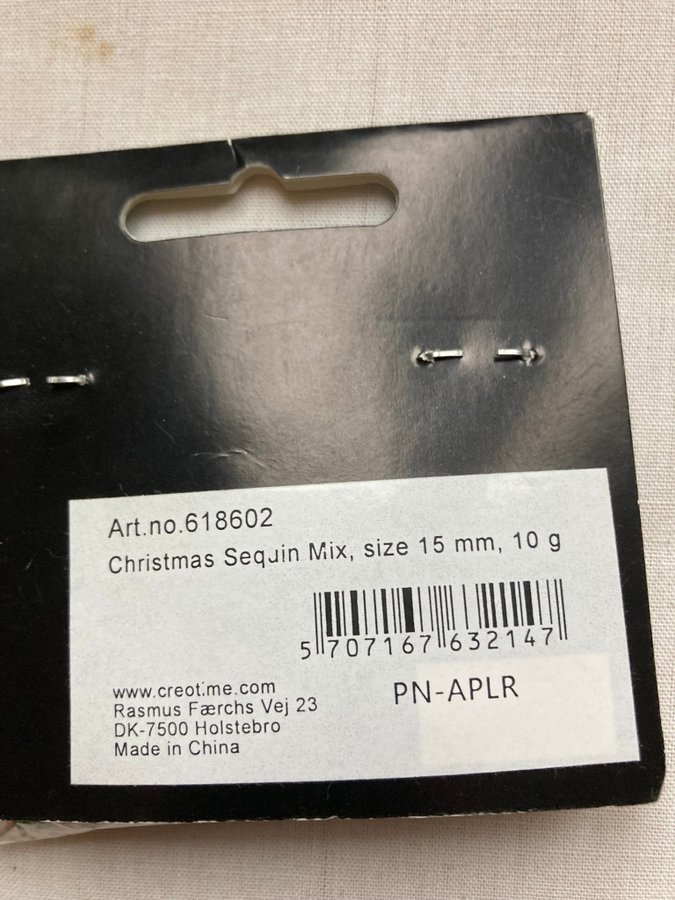 Art.no.618602
Christmas Sequin Mix, size 15 mm, 10 g
5 707167 632147
www.creotime.com
Rasmus Færchs Vej 23
DK-7500 Holstebro
Made in China
PN-APLR